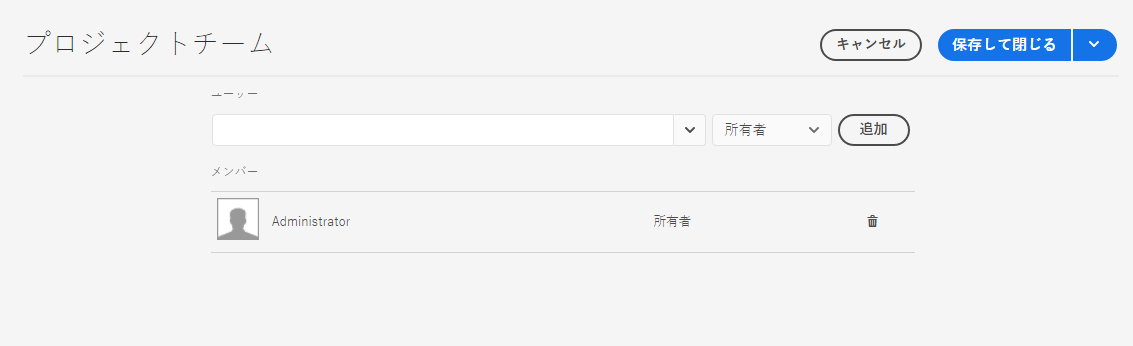 プロジェクトチーム
キャンセル
保存して閉じる
ユーザー
所有者
追加
メンバー
Administrator
所有者